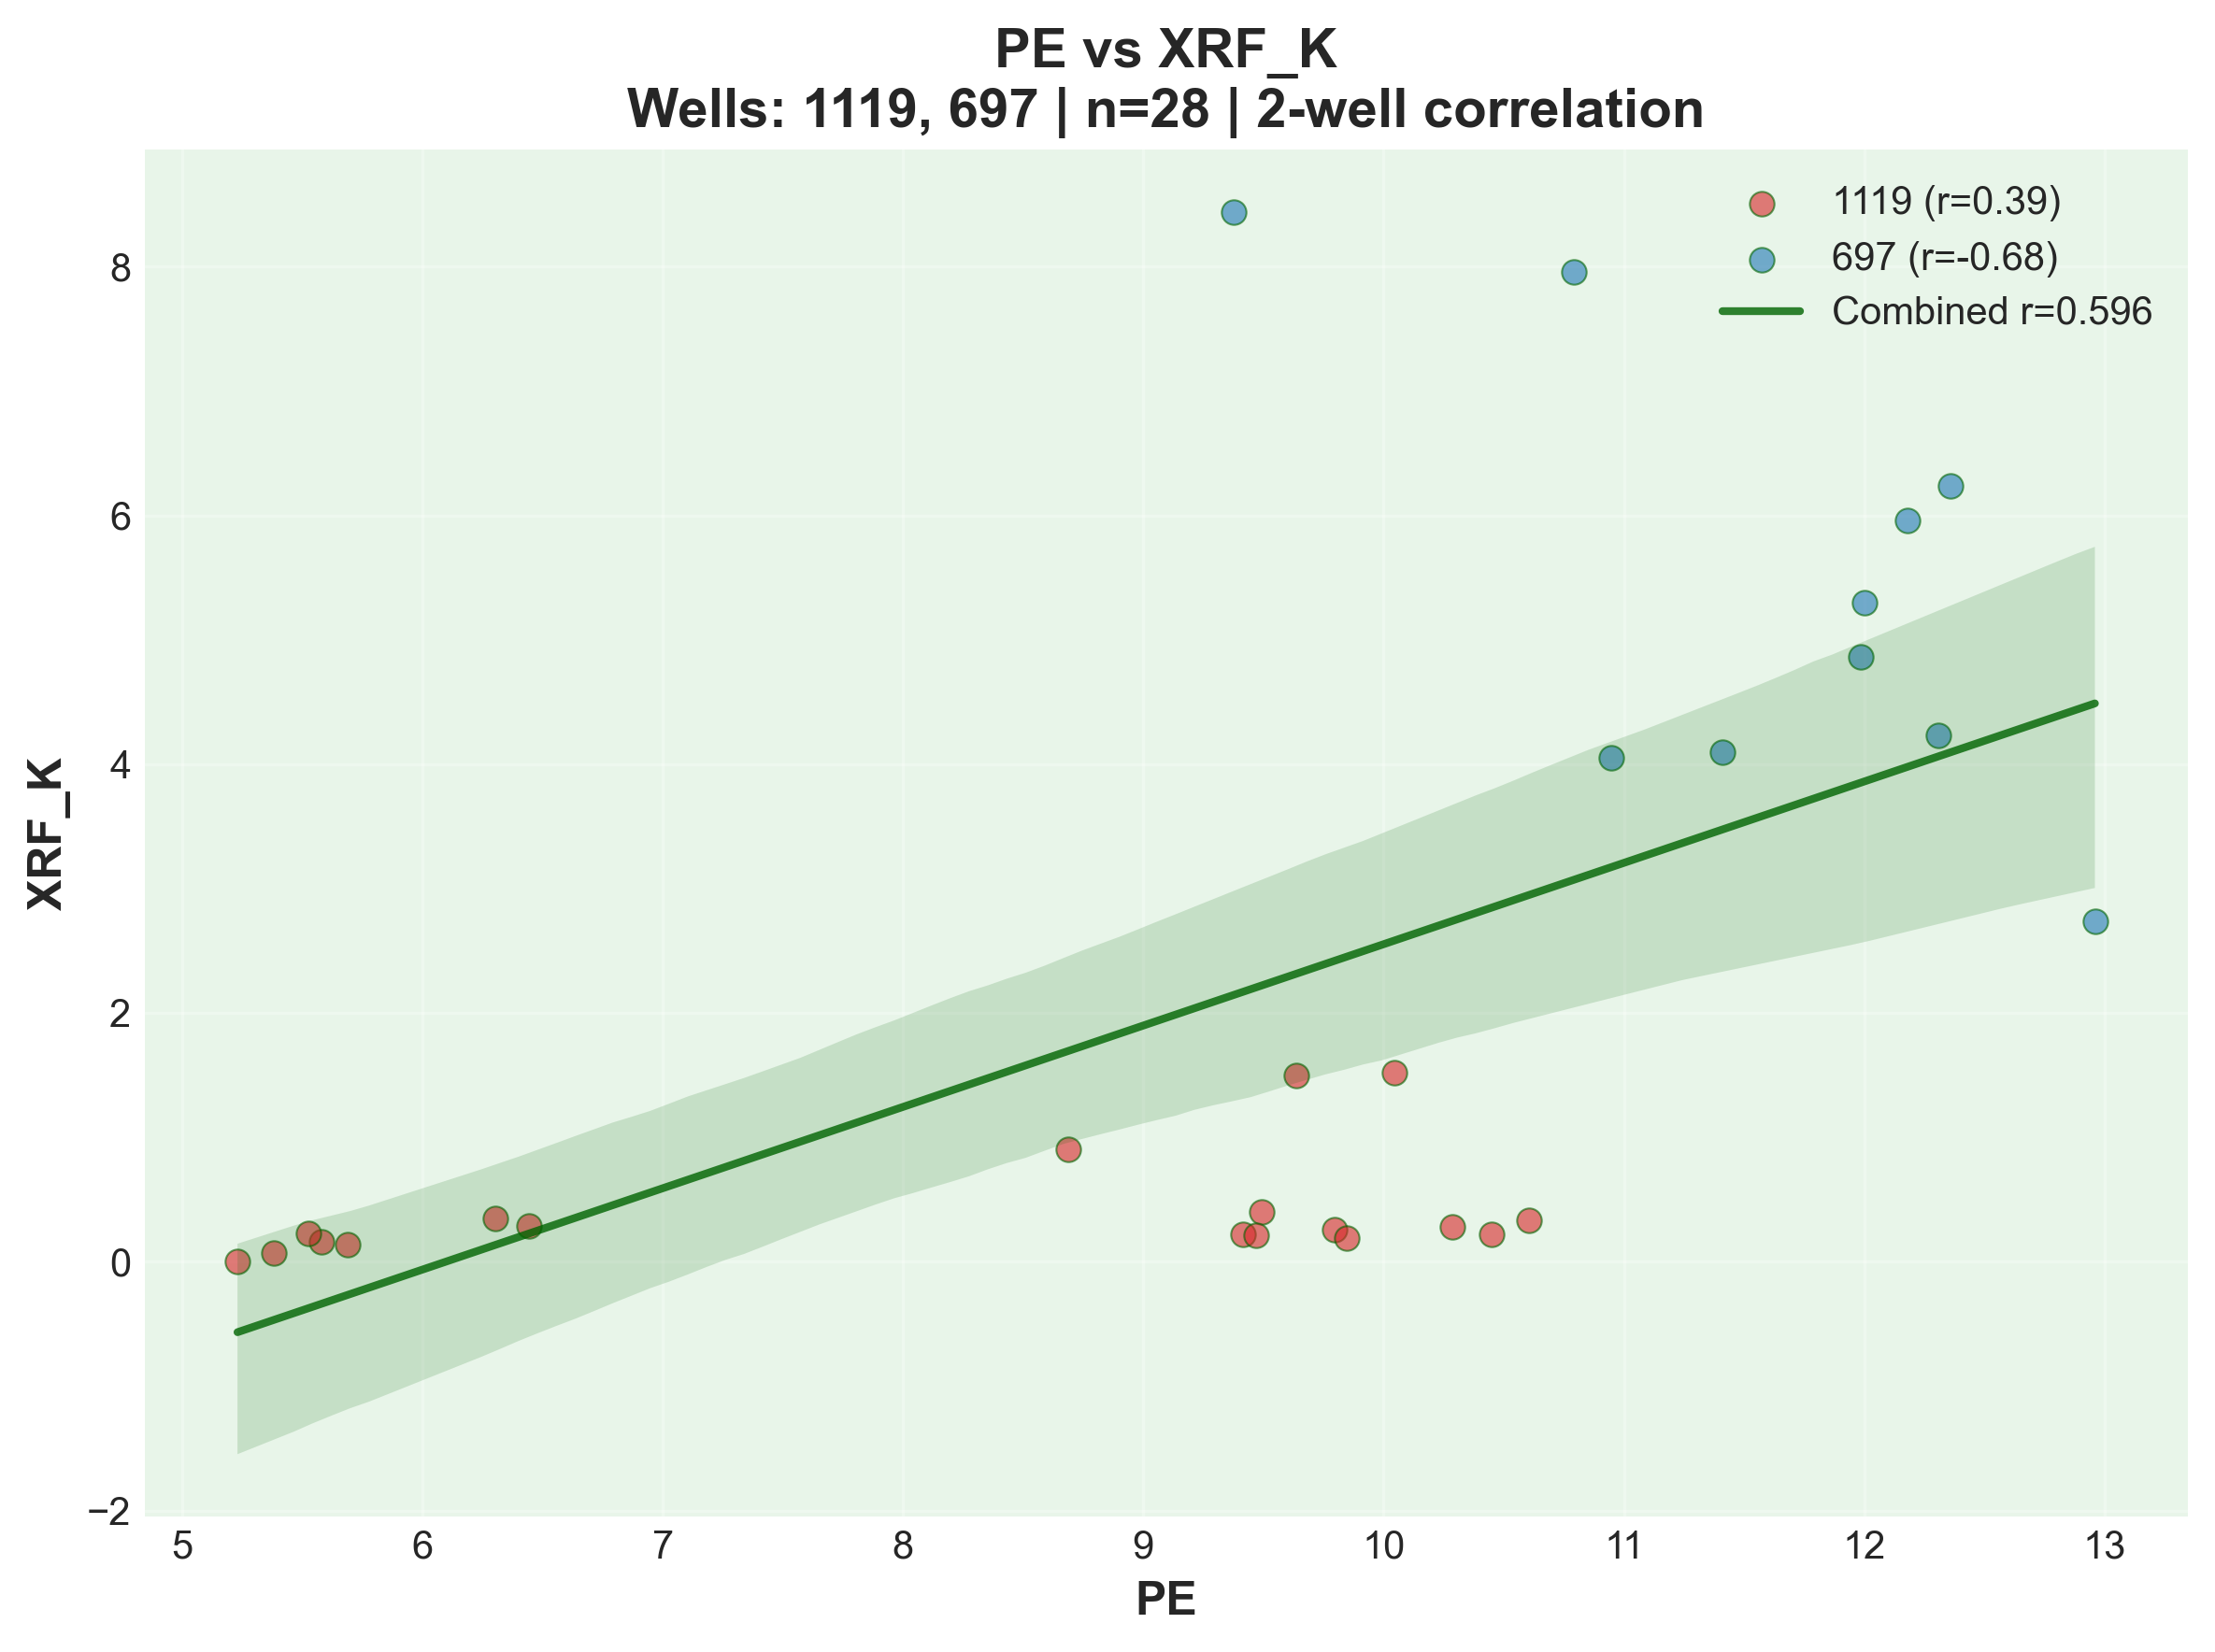 PE vs XRF_K
Wells: 1119, 697 | n=28 | 2-well correlation
1119 (r=0.39)
697 (r=-0.68)
Combined r=0.596
XRF_K
8
6
4
2
0
−2
5 6 7 8 9 10 11 12 13
PE